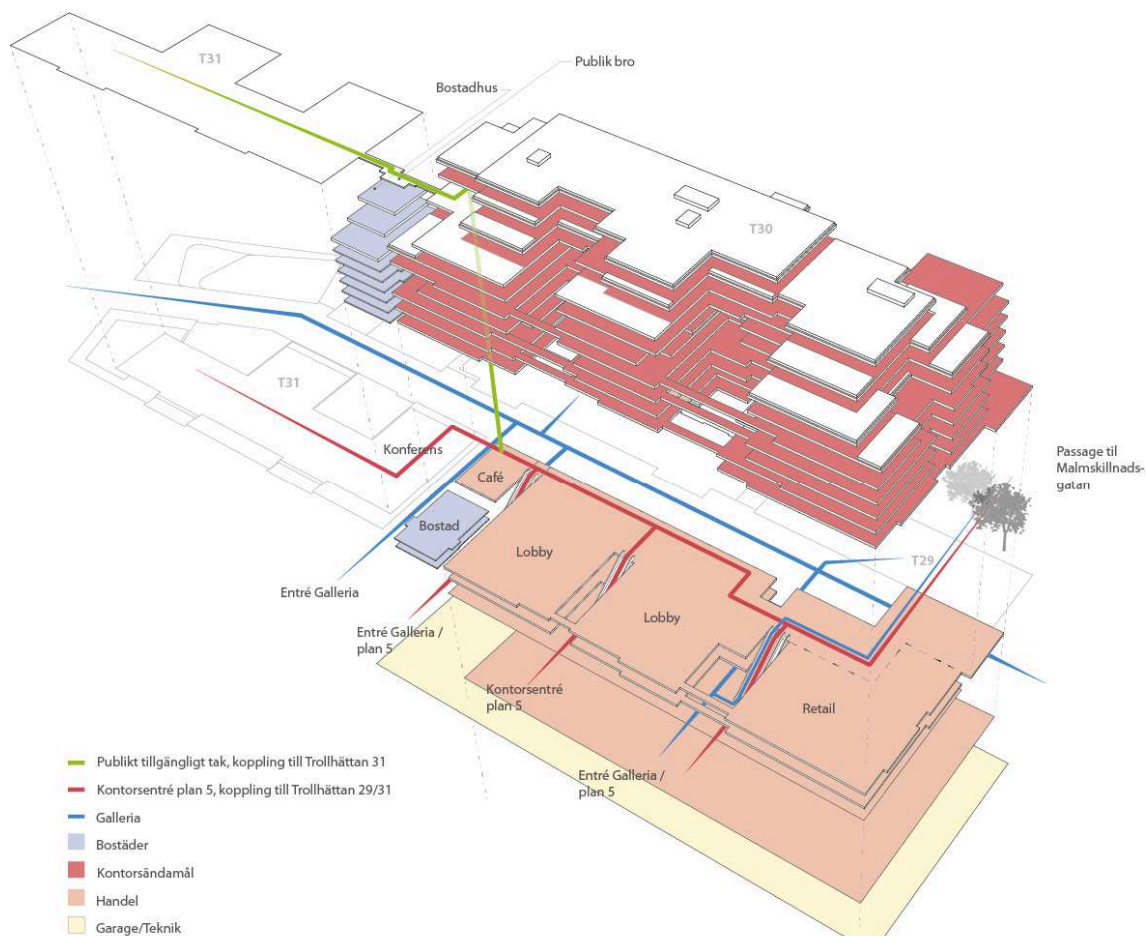 T31
Publik bro
Bostadhus
T30
T31
Konferens
Café
Bostad
Lobby
Lobby
Retail
T29
Passage til
Malmskillnads-
gatan
Entré Galleria
Entré Galleria /
plan 5
Kontorsentré
plan 5
Entré Galleria /
plan 5
Publikt tillgängligt tak, koppling till Trollhättan 31
Kontorsentré plan 5, koppling till Trollhättan 29/31
Galleria
Bostäder
Kontorsändamål
Handel
Garage/Teknik